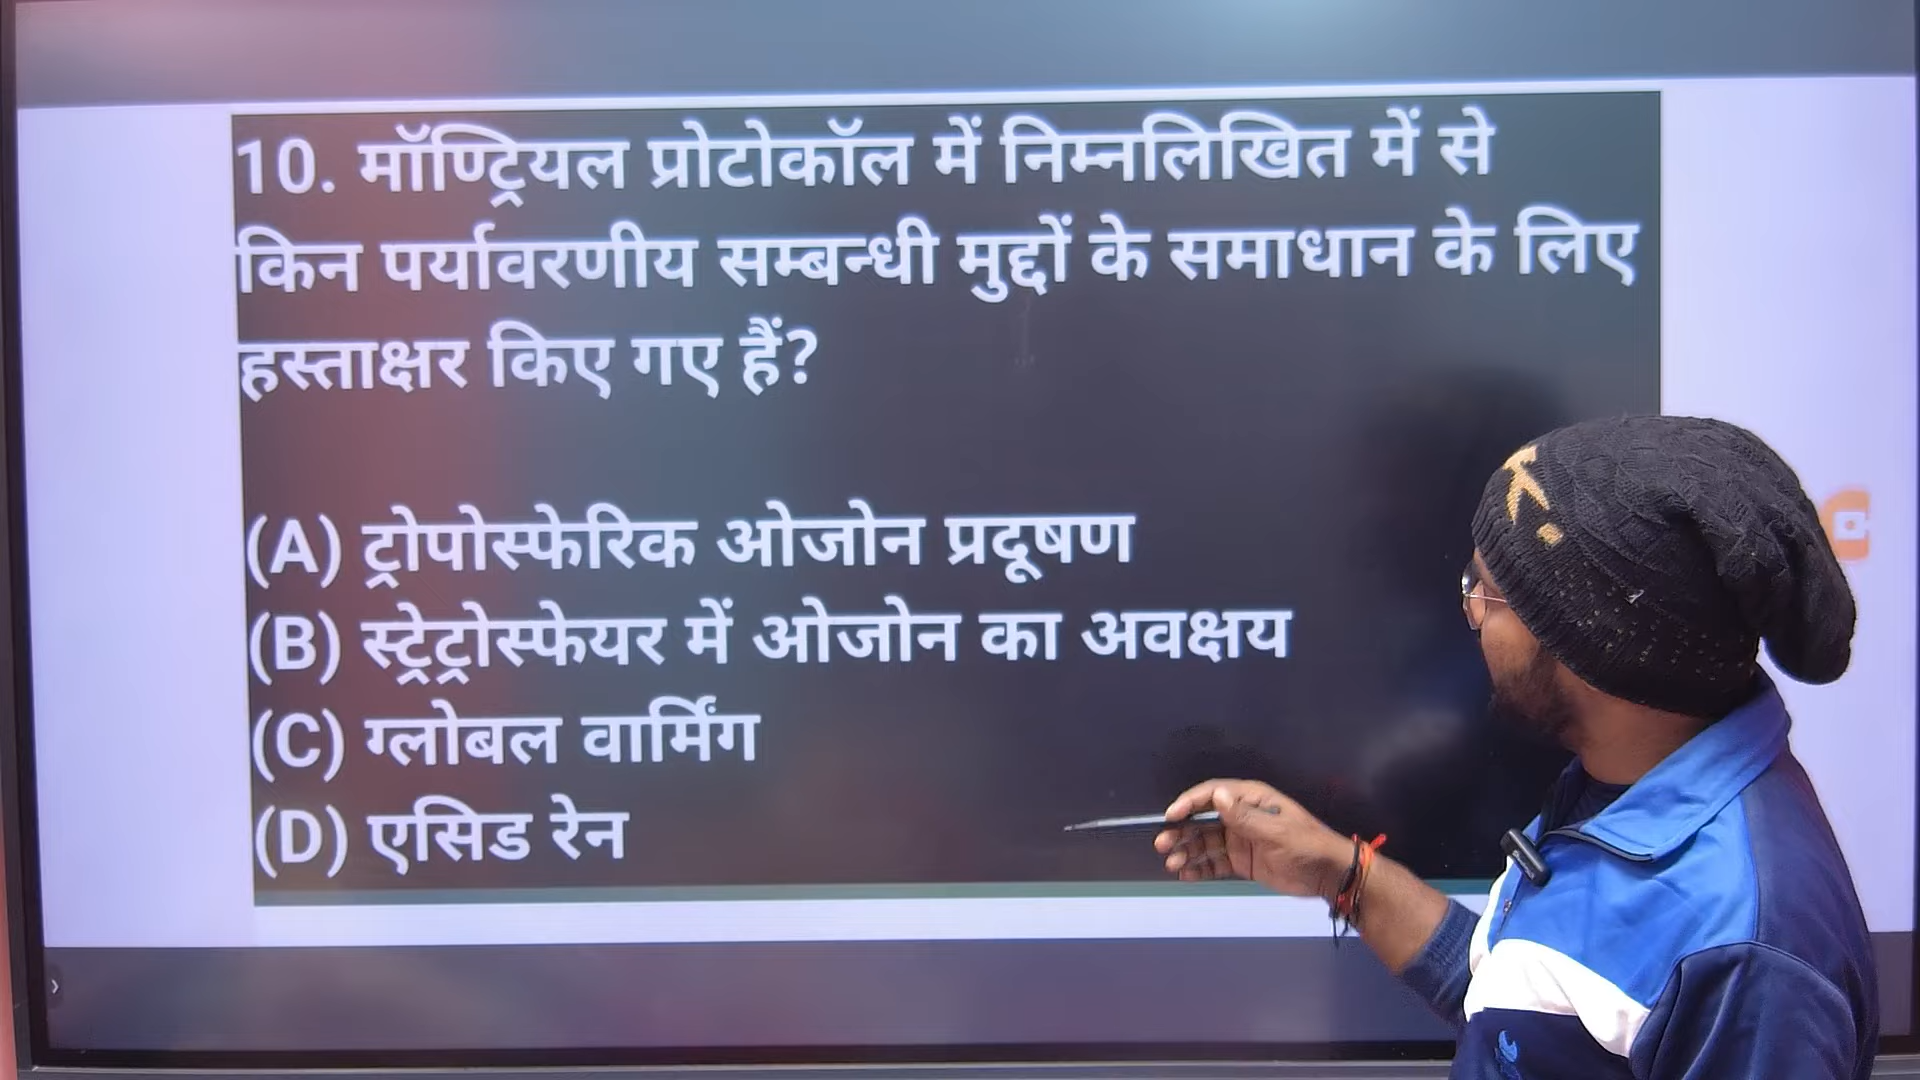 10. मॉण्ट्रियल प्रोटोकॉल में निम्नलिखित में से
किन पर्यावरणीय सम्बन्धी मुद्दों के समाधान के लिए
हस्ताक्षर किए गए हैं?
(A) ट्रोपोस्फेरिक ओजोन प्रदूषण
(B) स्ट्रेट्रोस्फेयर में ओजोन का अवक्षय
(C) ग्लोबल वार्मिंग
(D) एसिड रेन